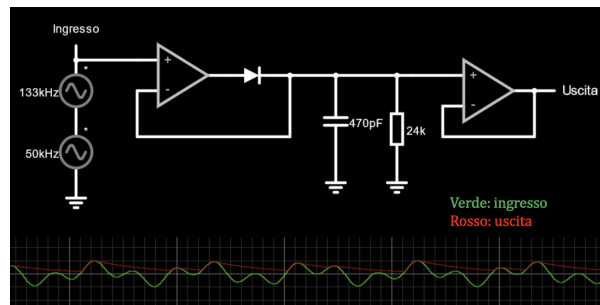 Ingresso
133kHz
50kHz
+
-
470pF
24k
+
-
Uscita
Verde: ingresso
Rosso: uscita